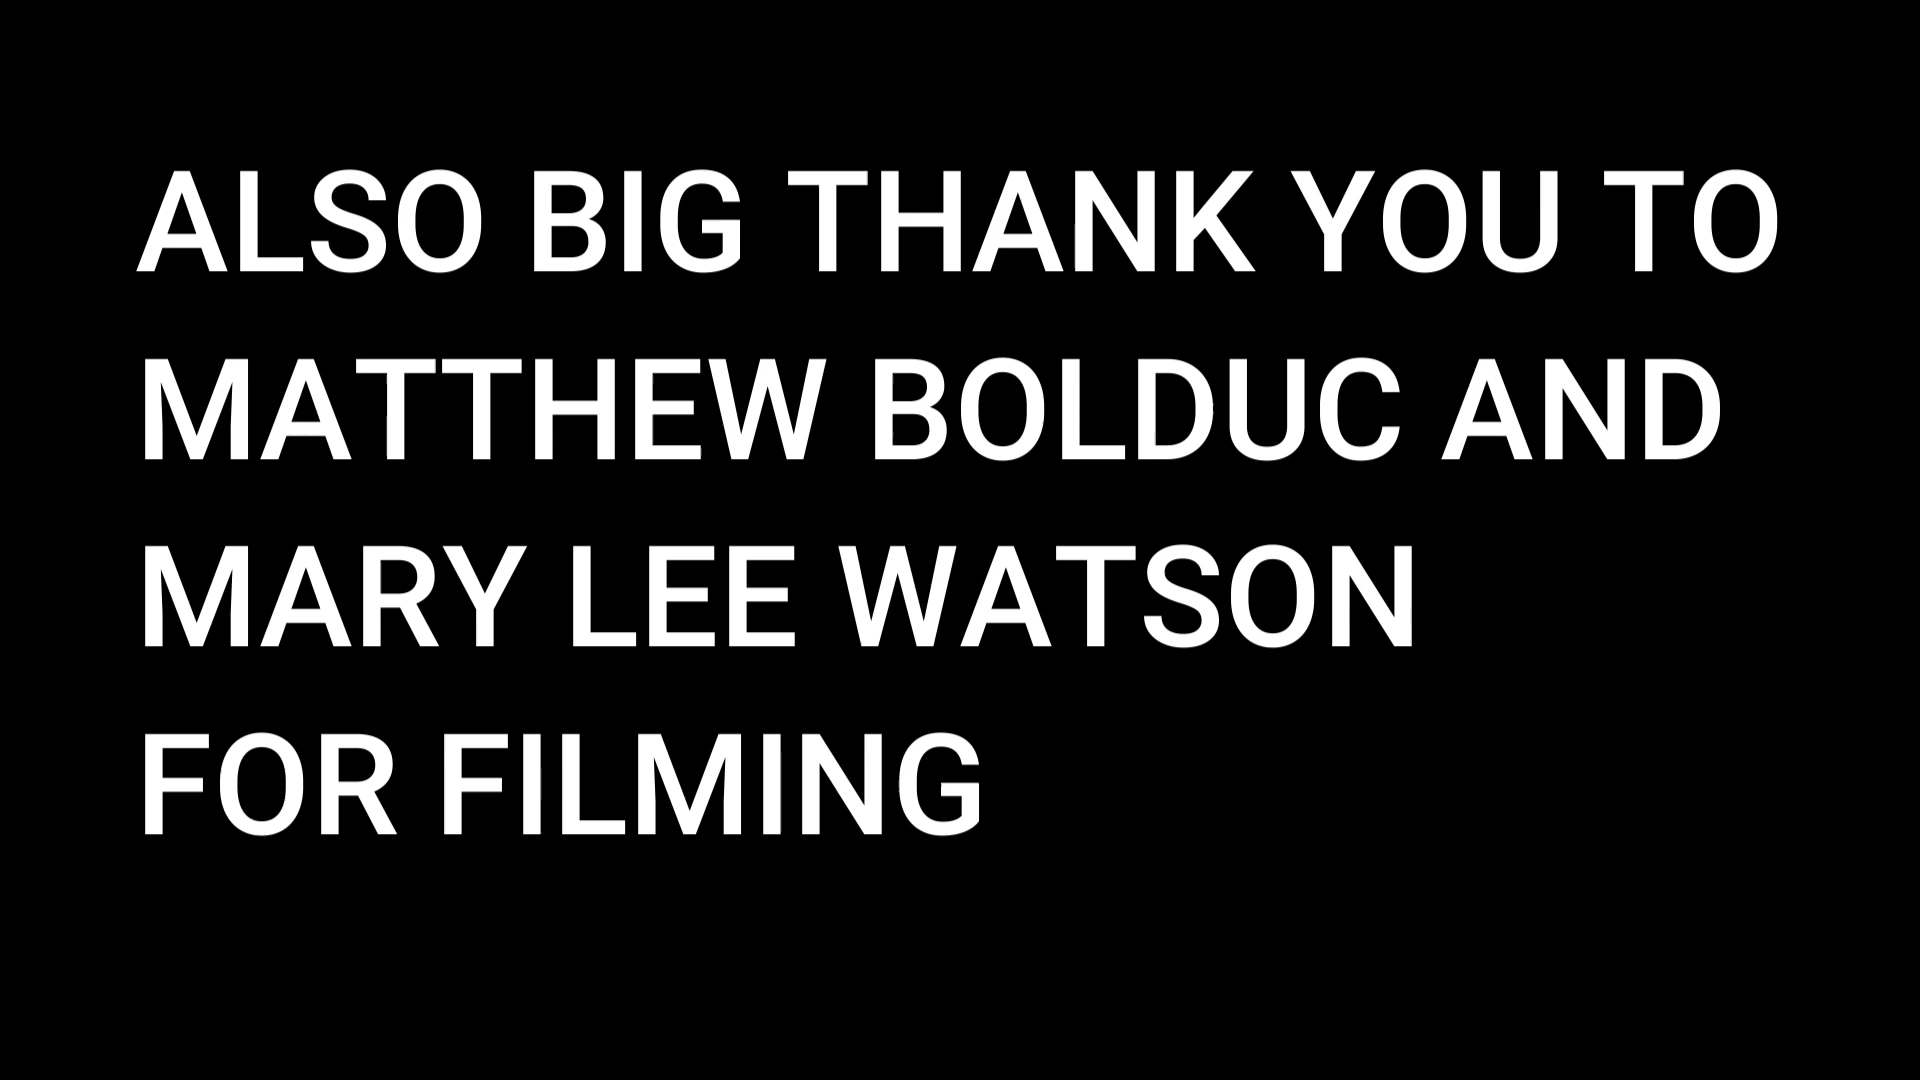 ALSO BIG THANK YOU TO
MATTHEW BOLDUC AND
MARY LEE WATSON
FOR FILMING